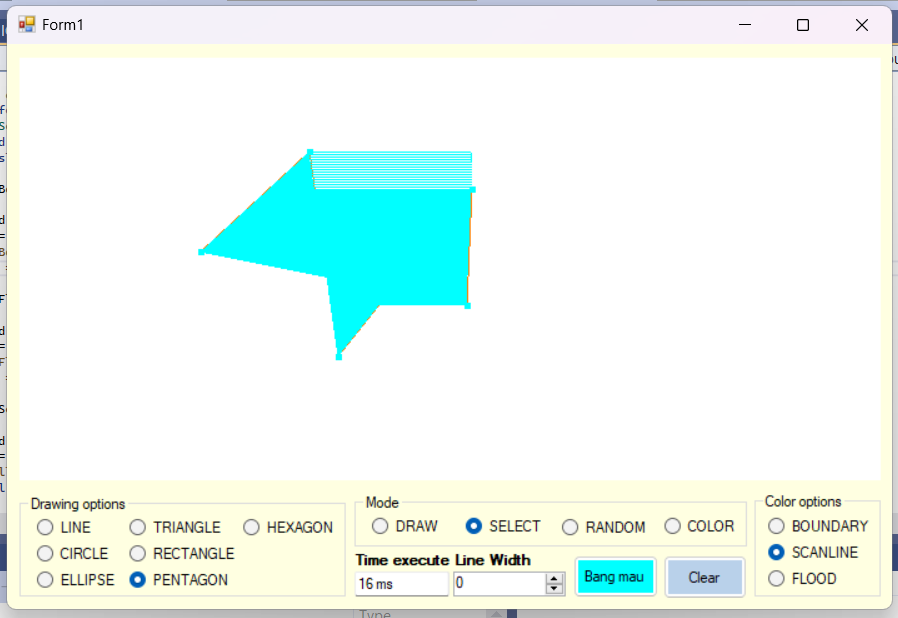 Form1
Drawing options
LINE TRIANGLE HEXAGON
CIRCLE RECTANGLE
ELLIPSE PENTAGON
Mode
DRAW SELECT RANDOM COLOR
Time execute Line Width
16 ms 0 Bang mau Clear
Color options
BOUNDARY
SCANLINE
FLOOD
Type